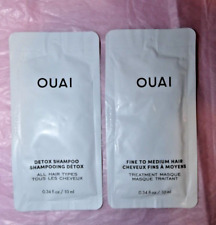 OUAI
DETOX SHAMPOO
SHAMPOOING DÉTOX
ALL HAIR TYPES
TOUS LES CHEVEUX
0.34 fl oz / 10 ml
OUAI
FINE TO MEDIUM HAIR
CHEVEUX FINS À MOYENS
TREATMENT MASQUE
MASQUE TRAITANT
0.34 fl oz / 10 ml